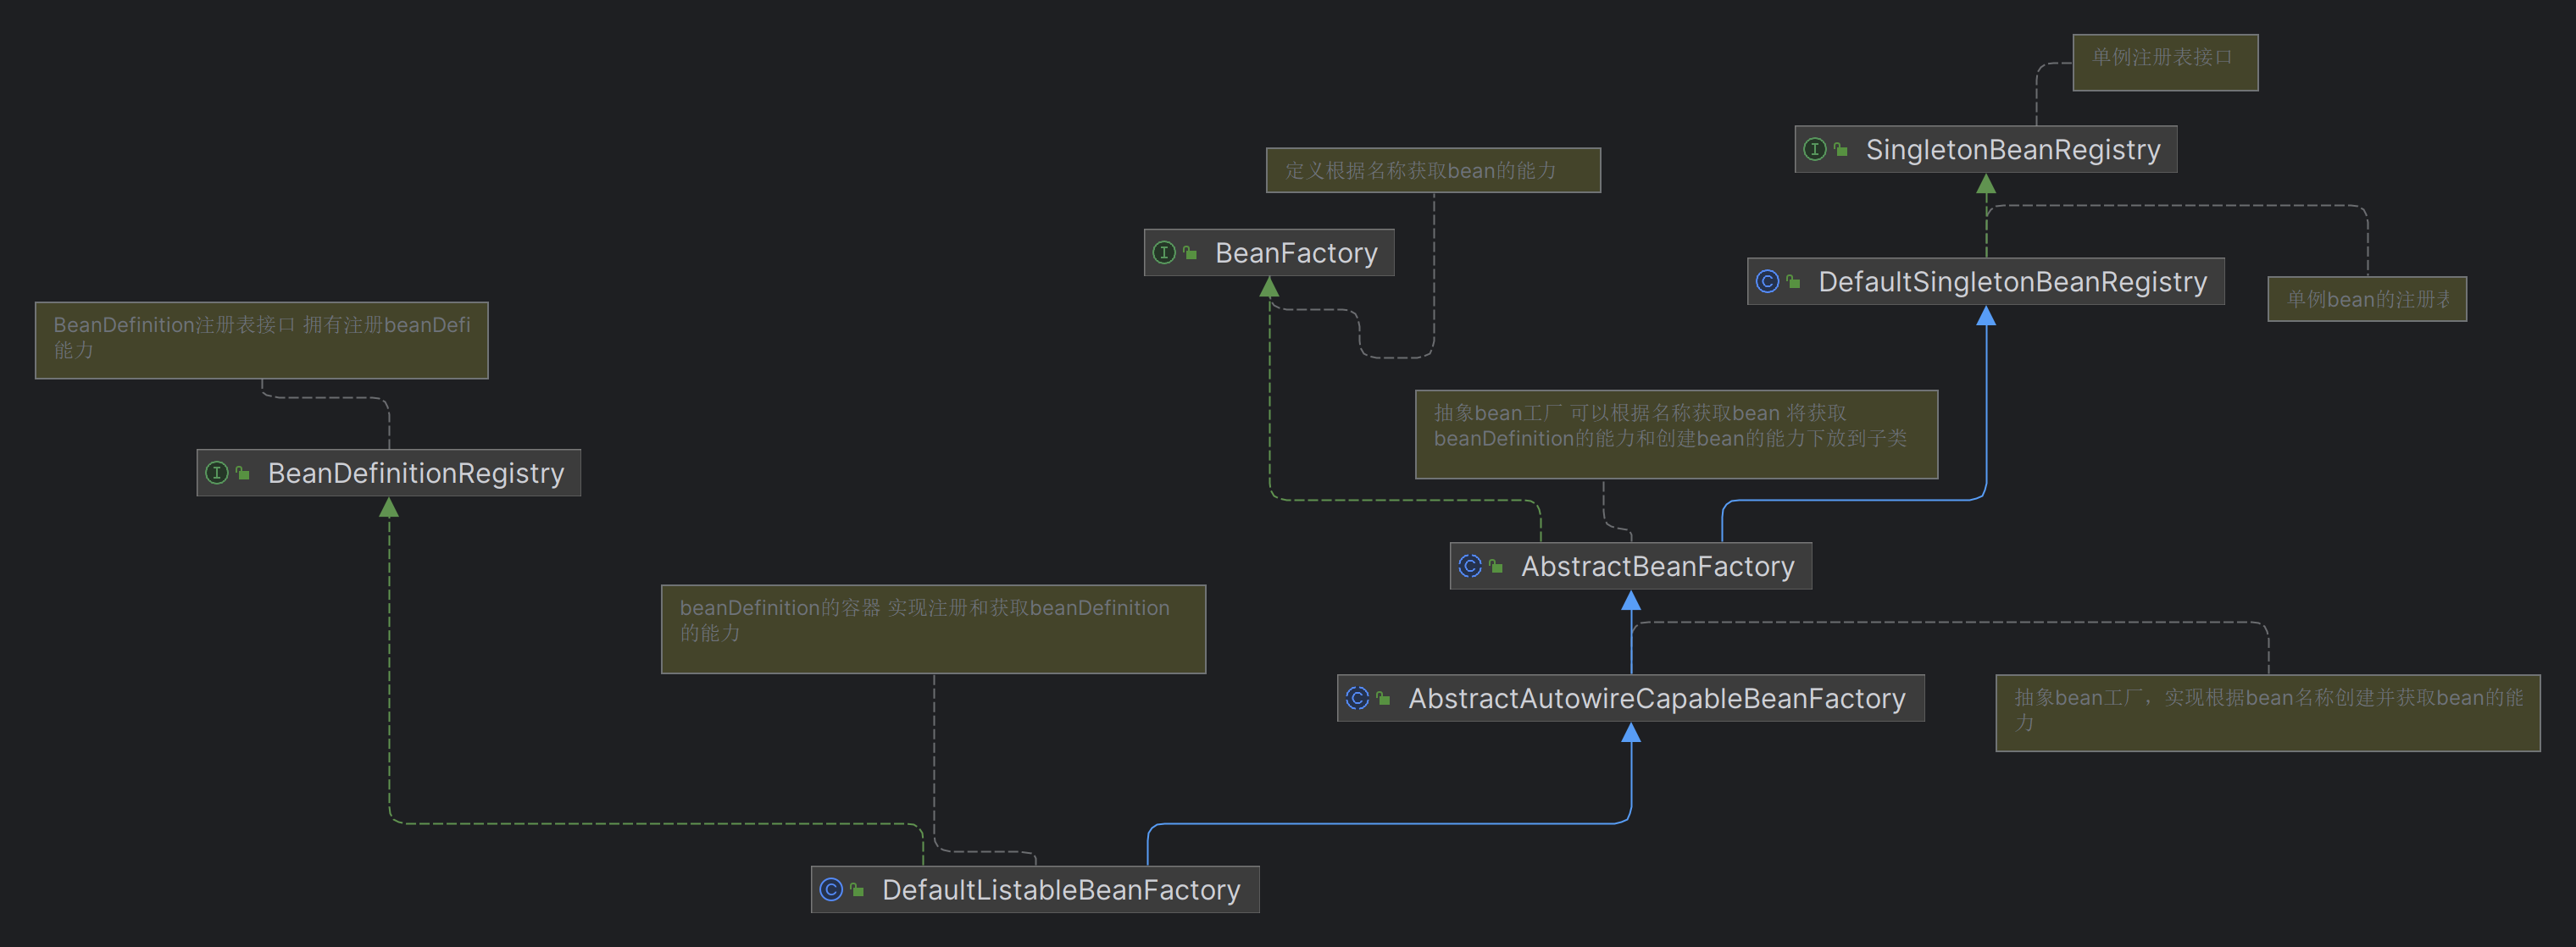 单例注册表接口
SingletonBeanRegistry
定义根据名称获取bean的能力
BeanFactory
DefaultSingletonBeanRegistry
单例bean的注册表
BeanDefinition注册表接口 拥有注册beanDefi
能力
抽象bean工厂 可以根据名称获取bean 将获取
beanDefinition的能力和创建bean的能力下放到子类
BeanDefinitionRegistry
AbstractBeanFactory
beanDefinition的容器 实现注册和获取beanDefinition
的能力
AbstractAutowireCapableBeanFactory
抽象bean工厂，实现根据bean名称创建并获取bean的能
力
DefaultListableBeanFactory